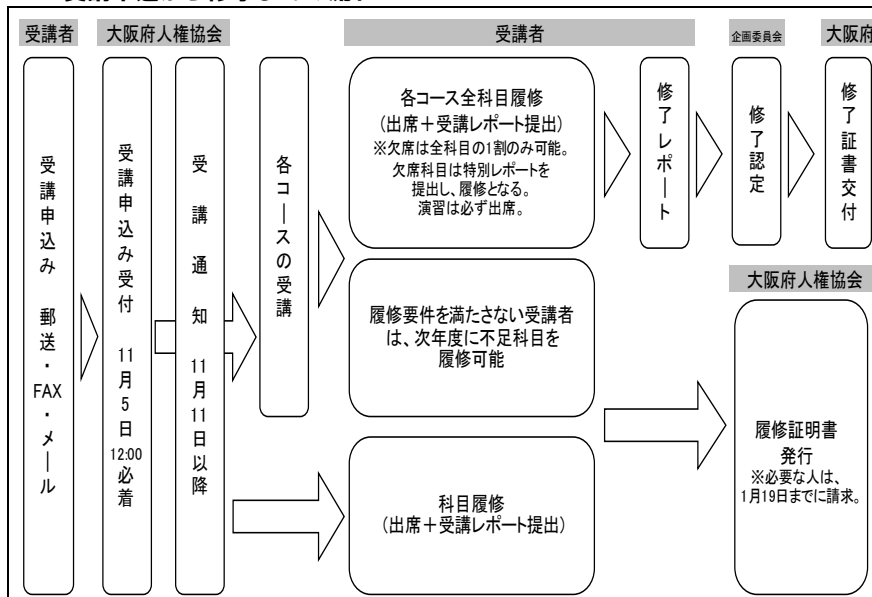 受講者
大阪府人権協会
受講者
企画委員会
大阪府
受講申込み 郵送・FAX・メール
受講申込み受付 11月5日12:00必着
受講通知 11月11日以降
各コースの受講
各コース全科目履修
(出席+受講レポート提出)
※欠席は全科目の1割のみ可能。
欠席科目は特別レポートを
提出し、履修となる。
演習は必ず出席。
修了レポート
修了認定
修了証書交付
履修要件を満たさない受講者
は、次年度に不足科目を
履修可能
科目履修
(出席+受講レポート提出)
大阪府人権協会
履修証明書
発行
※必要な人は、
1月19日までに請求。